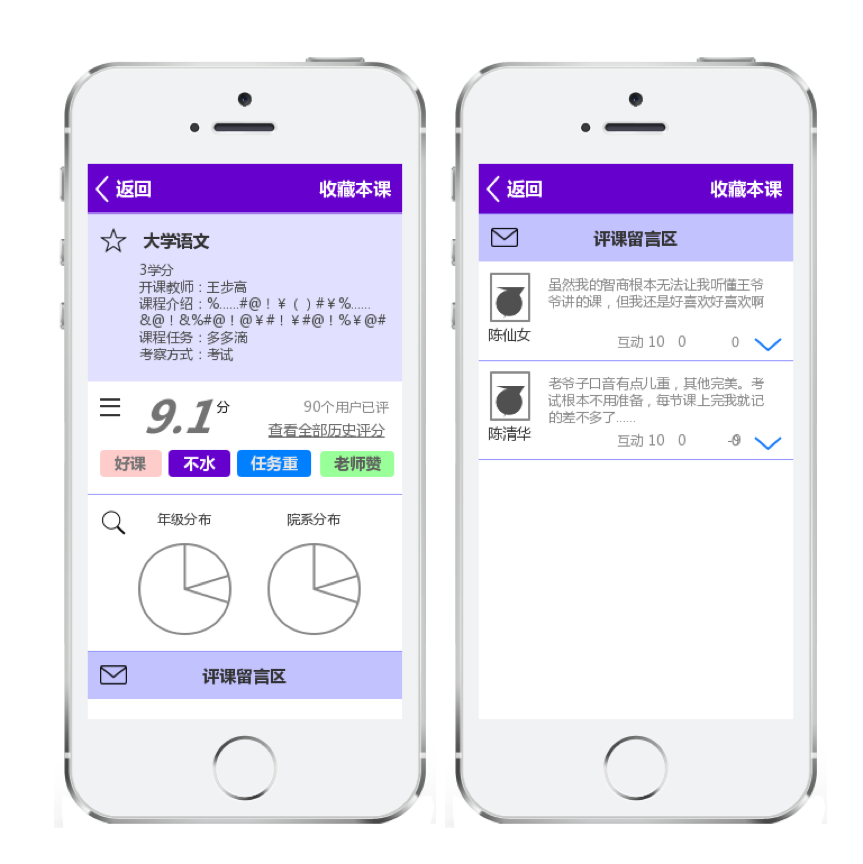 返回 收藏本课
大学语文
3学分
开课教师：王步高
课程介绍：%......#@！¥（）#¥%......
&@！&%#@！@¥#！¥#@！%¥@#
课程任务：多多滴
考察方式：考试
9.1分 90个用户已评
查看全部历史评分
好课 不水 任务重 老师赞
年级分布 院系分布
评课留言区
返回 收藏本课
评课留言区
虽然我的智商根本无法让我听懂王爷
爷讲的课，但我还是好喜欢好喜欢啊
陈仙女
互动 10 0 0
老爷子口音有点儿重，其他完美。考
试根本不用准备，每节课上完我就记
的差不多了......
陈清华
互动 10 0